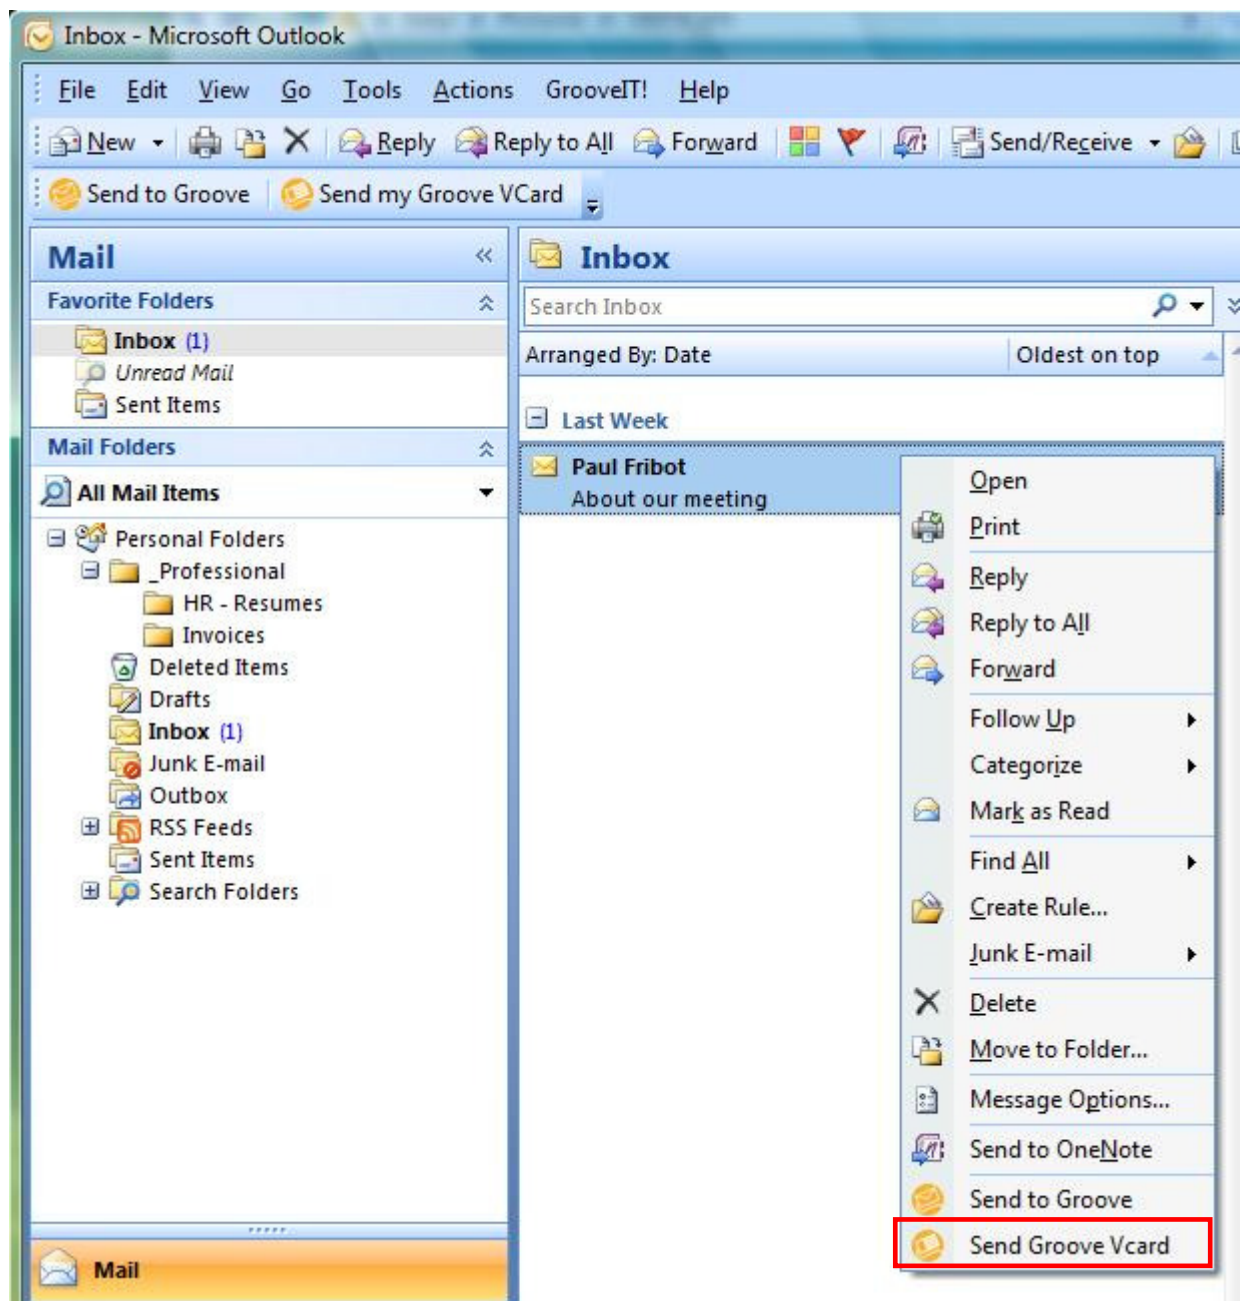 Inbox - Microsoft Outlook
File Edit View Go Tools Actions GrooveIT! Help
New Reply Reply to All Forward Send/Receive
Send to Groove Send my Groove VCard
Mail
Favorite Folders
Inbox (1)
Unread Mail
Sent Items
Mail Folders
All Mail Items
Personal Folders
_Professional
HR - Resumes
Invoices
Deleted Items
Drafts
Inbox (1)
Junk E-mail
Outbox
RSS Feeds
Sent Items
Search Folders
Mail
Inbox
Search Inbox
Arranged By: Date Oldest on top
Last Week
Paul Fribot
About our meeting
Open
Print
Reply
Reply to All
Forward
Follow Up
Categorize
Mark as Read
Find All
Create Rule...
Junk E-mail
Delete
Move to Folder...
Message Options...
Send to OneNote
Send to Groove
Send Groove Vcard